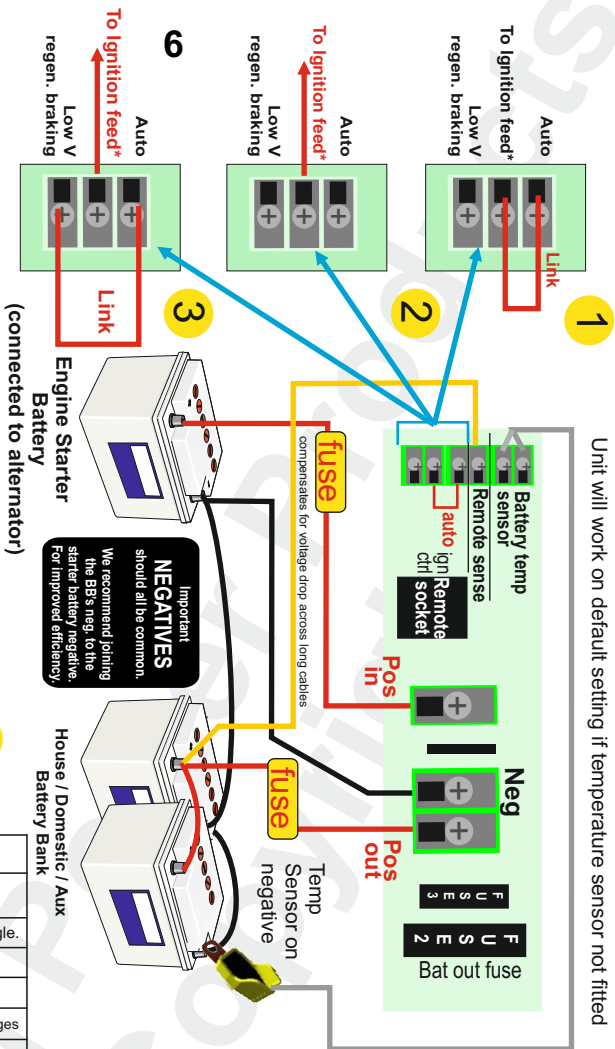 Unit will work on default setting if temperature sensor not fitted
1
Auto
To Ignition feed*
Low V
regen. braking
Link
2
Auto
To Ignition feed*
Low V
regen. braking
6
3
Auto
To Ignition feed*
Low V
regen. braking
Link
Battery temp
sensor
Remote sense
auto
ign
ctrl
Remote
socket
Pos
in
Neg
Pos
out
FUSE 3
FUSE 2
Bat out fuse
fuse
compensates for voltage drop across long cables
fuse
Temp
Sensor on
negative
Engine Starter
Battery
(connected to alternator)
Important
NEGATIVES
should all be common.
We recommend joining
the BB's neg. to the
starter battery negative.
For improved efficiency.
House / Domestic / Aux
Battery Bank
gle.
ges